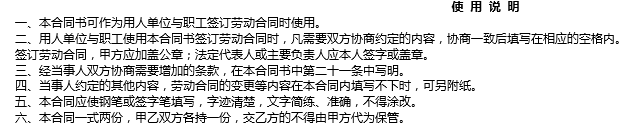 使 用 说 明
一、本合同书可作为用人单位与职工签订劳动合同时使用。
二、用人单位与职工使用本合同书签订劳动合同时，凡需要双方协商约定的内容，协商一致后填写在相应的空格内。
签订劳动合同，甲方应加盖公章；法定代表人或主要负责人应本人签字或盖章。
三、经当事人双方协商需要增加的条款，在本合同书中第二十一条中写明。
四、当事人约定的其他内容，劳动合同的变更等内容在本合同内填写不下时，可另附纸。
五、本合同应使钢笔或签字笔填写，字迹清楚，文字简练、准确，不得涂改。
六、本合同一式两份，甲乙双方各持一份，交乙方的不得由甲方代为保管。